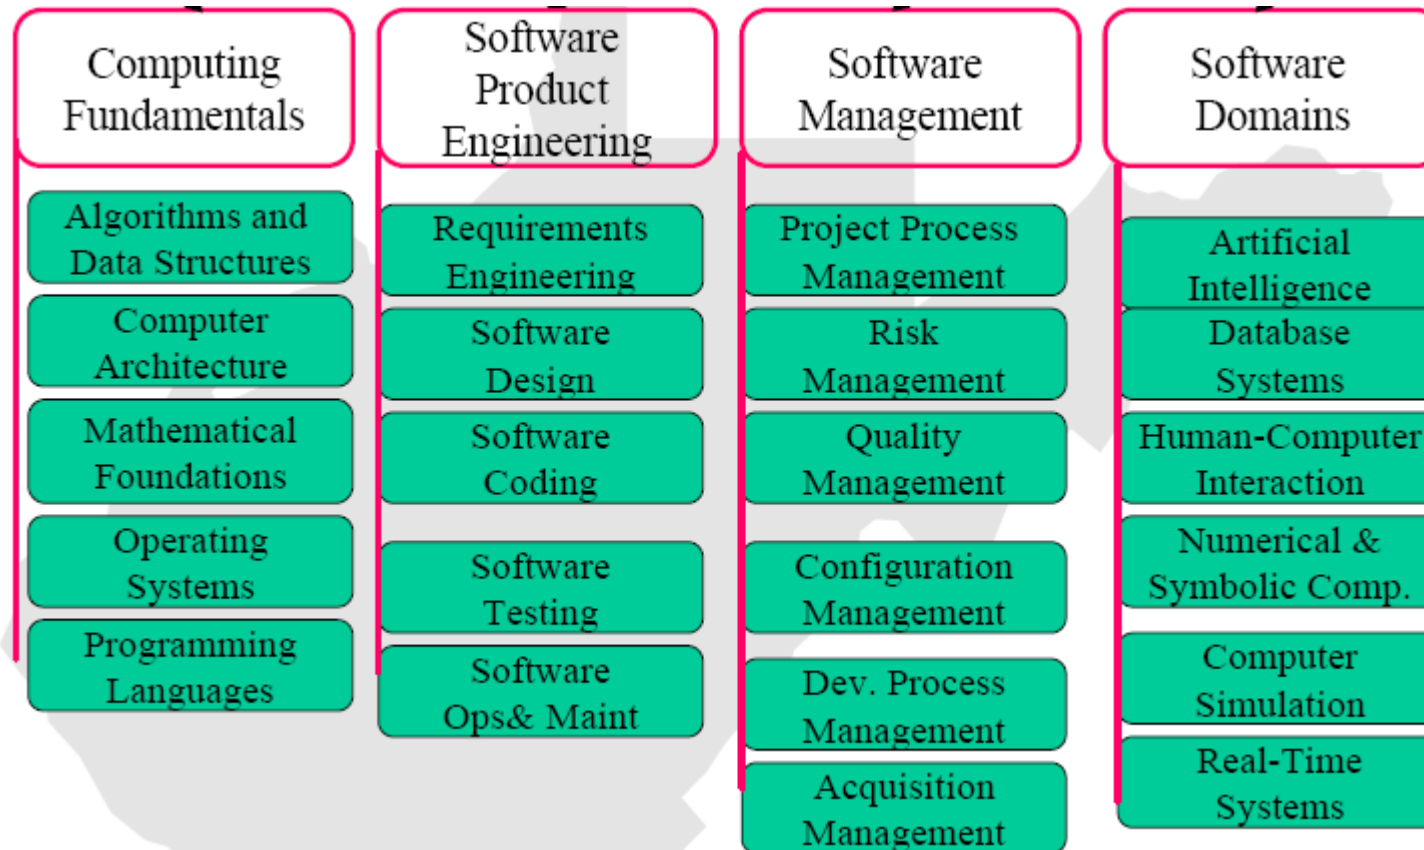 Computing
Fundamentals
Algorithms and
Data Structures
Computer
Architecture
Mathematical
Foundations
Operating
Systems
Programming
Languages
Software
Product
Engineering
Requirements
Engineering
Software
Design
Software
Coding
Software
Testing
Software
Ops& Maint
Software
Management
Project Process
Management
Risk
Management
Quality
Management
Configuration
Management
Dev. Process
Management
Acquisition
Management
Software
Domains
Artificial
Intelligence
Database
Systems
Human-Computer
Interaction
Numerical &
Symbolic Comp.
Computer
Simulation
Real-Time
Systems